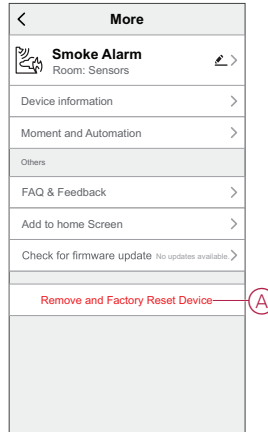 More
Smoke Alarm
Room: Sensors
Device information
Moment and Automation
Others
FAQ & Feedback
Add to home Screen
Check for firmware update No updates available.
Remove and Factory Reset Device A